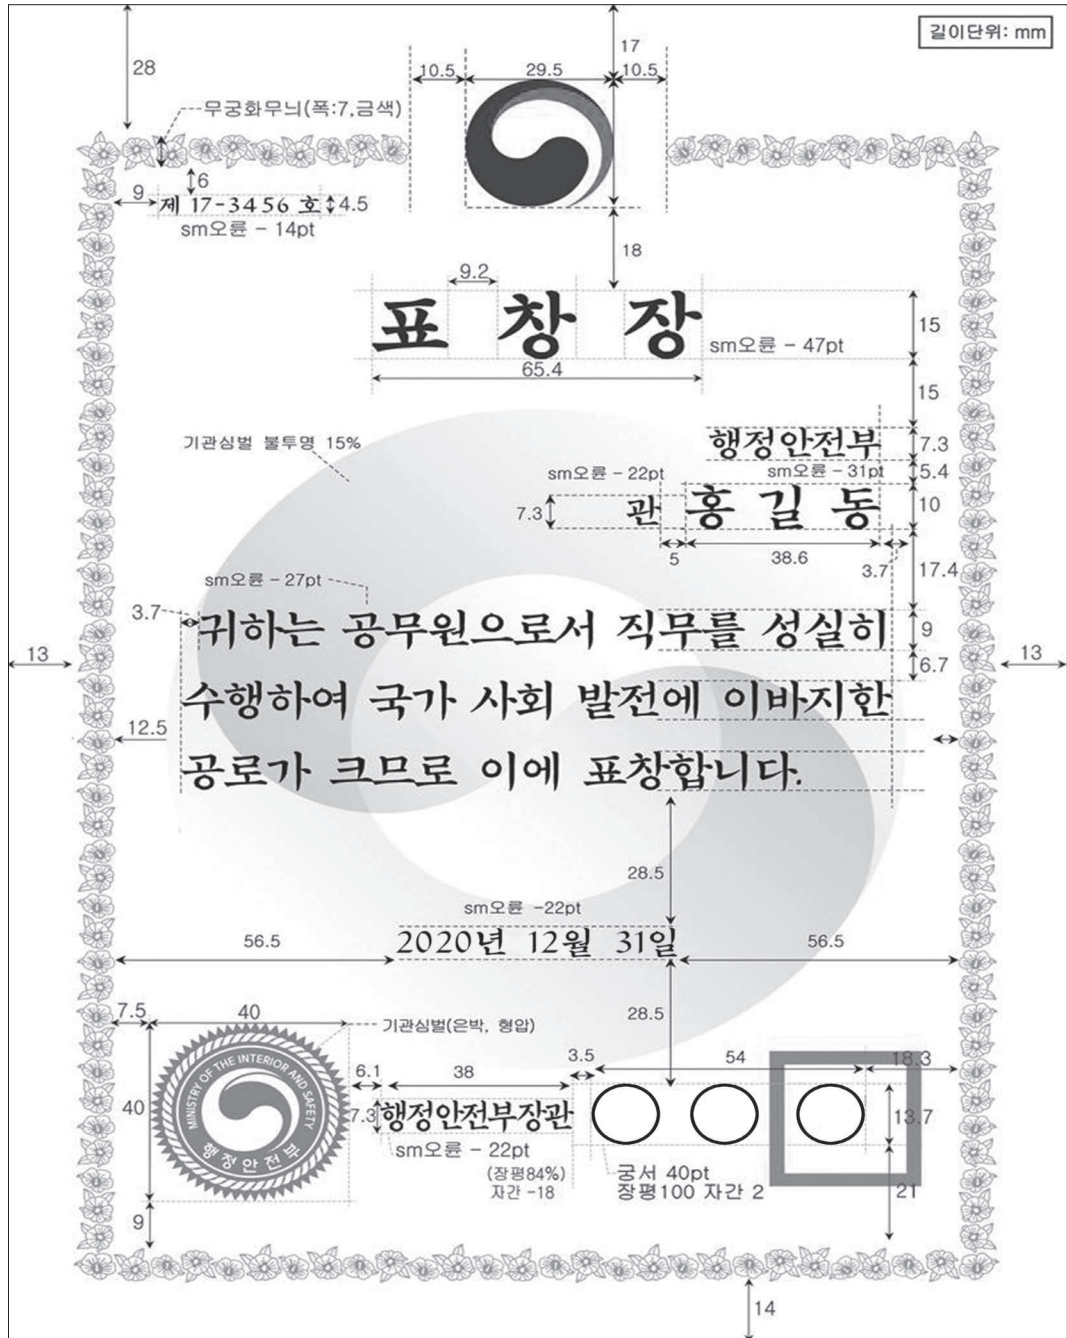 길이단위: mm
17
28
10.5
29.5
10.5
무궁화무늬(폭:7,금색)
6
9
제 17-3456 호
4.5
sm오륜 - 14pt
18
9.2
표 창 장
15
sm오륜 - 47pt
65.4
15
기관심벌 불투명 15%
행정안전부
7.3
sm오륜 - 22pt
sm오륜 - 31pt
5.4
7.3
관 홍 길 동
10
5
38.6
3.7
17.4
sm오륜 - 27pt
3.7
귀하는 공무원으로서 직무를 성실히
9
13
13
6.7
수행하여 국가 사회 발전에 이바지한
12.5
공로가 크므로 이에 표창합니다.
28.5
sm오륜 -22pt
56.5
2020년 12월 31일
56.5
7.5
40
28.5
기관심벌(은박, 형압)
3.5
54
18.3
6.1
38
MINISTRY OF THE INTERIOR AND SAFETY
행정안전부
40
7.3
행정안전부장관
13.7
sm오륜 - 22pt
(장평84%)
자간 -18
궁서 40pt
장평100 자간 2
21
9
14